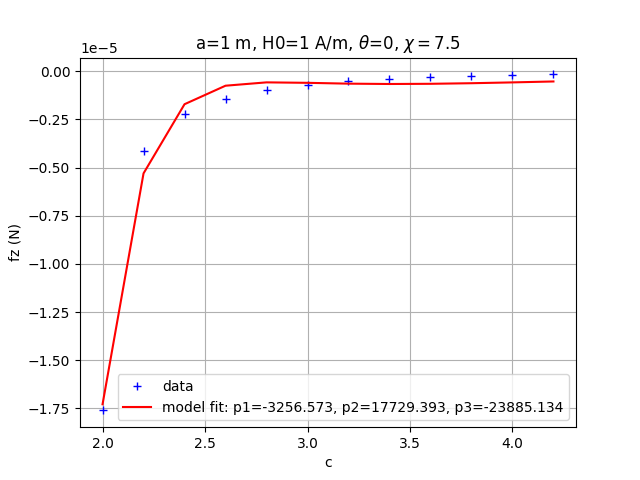 a=1 m, H0=1 A/m, θ=0, χ = 7.5
1e−5
0.00
−0.25
−0.50
−0.75
−1.00
−1.25
−1.50
−1.75
fz (N)
data
model fit: p1=-3256.573, p2=17729.393, p3=-23885.134
2.0 2.5 3.0 3.5 4.0
c